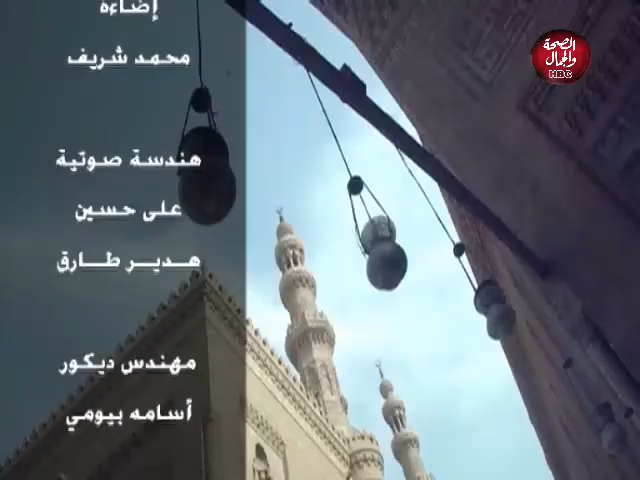 إضاءة
محمد شريف
هندسة صوتية
على حسين
هدير طارق
مهندس ديكور
أسامه بيومي
الصحة
والجمال
HBC